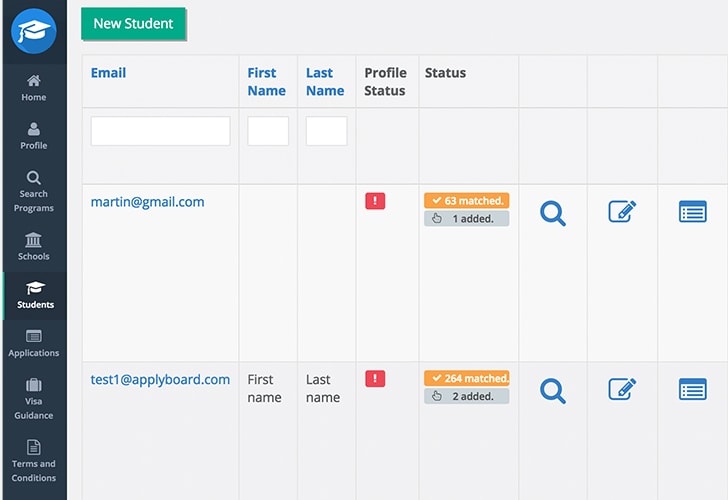 New Student
Home
Profile
Search
Programs
Schools
Students
Applications
Visa
Guidance
Terms and
Conditions
Email First Last Profile Status
Name Name Status
martin@gmail.com ! 63 matched.
1 added.
test1@applyboard.com First Last ! 264 matched.
name name 2 added.